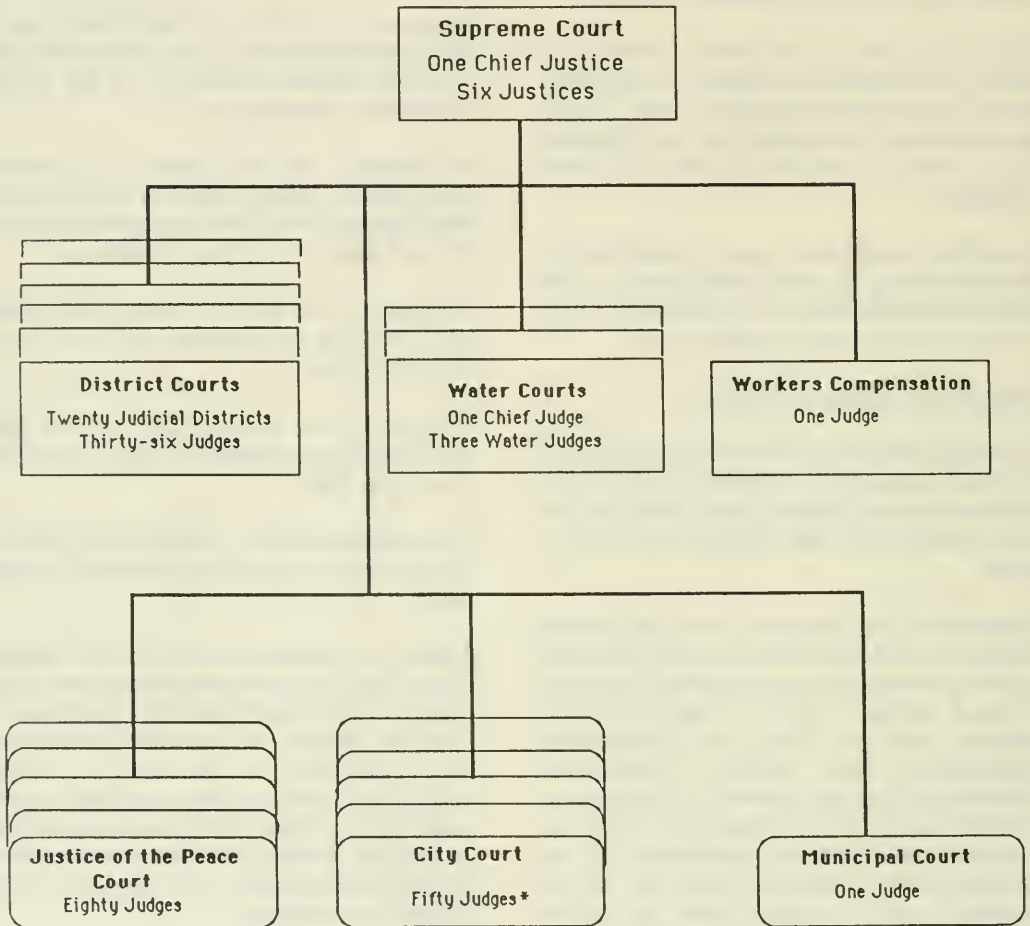 Supreme Court
One Chief Justice
Six Justices
District Courts
Twenty Judicial Districts
Thirty-six Judges
Water Courts
One Chief Judge
Three Water Judges
Workers Compensation
One Judge
Justice of the Peace
Court
Eighty Judges
City Court
Fifty Judges*
Municipal Court
One Judge